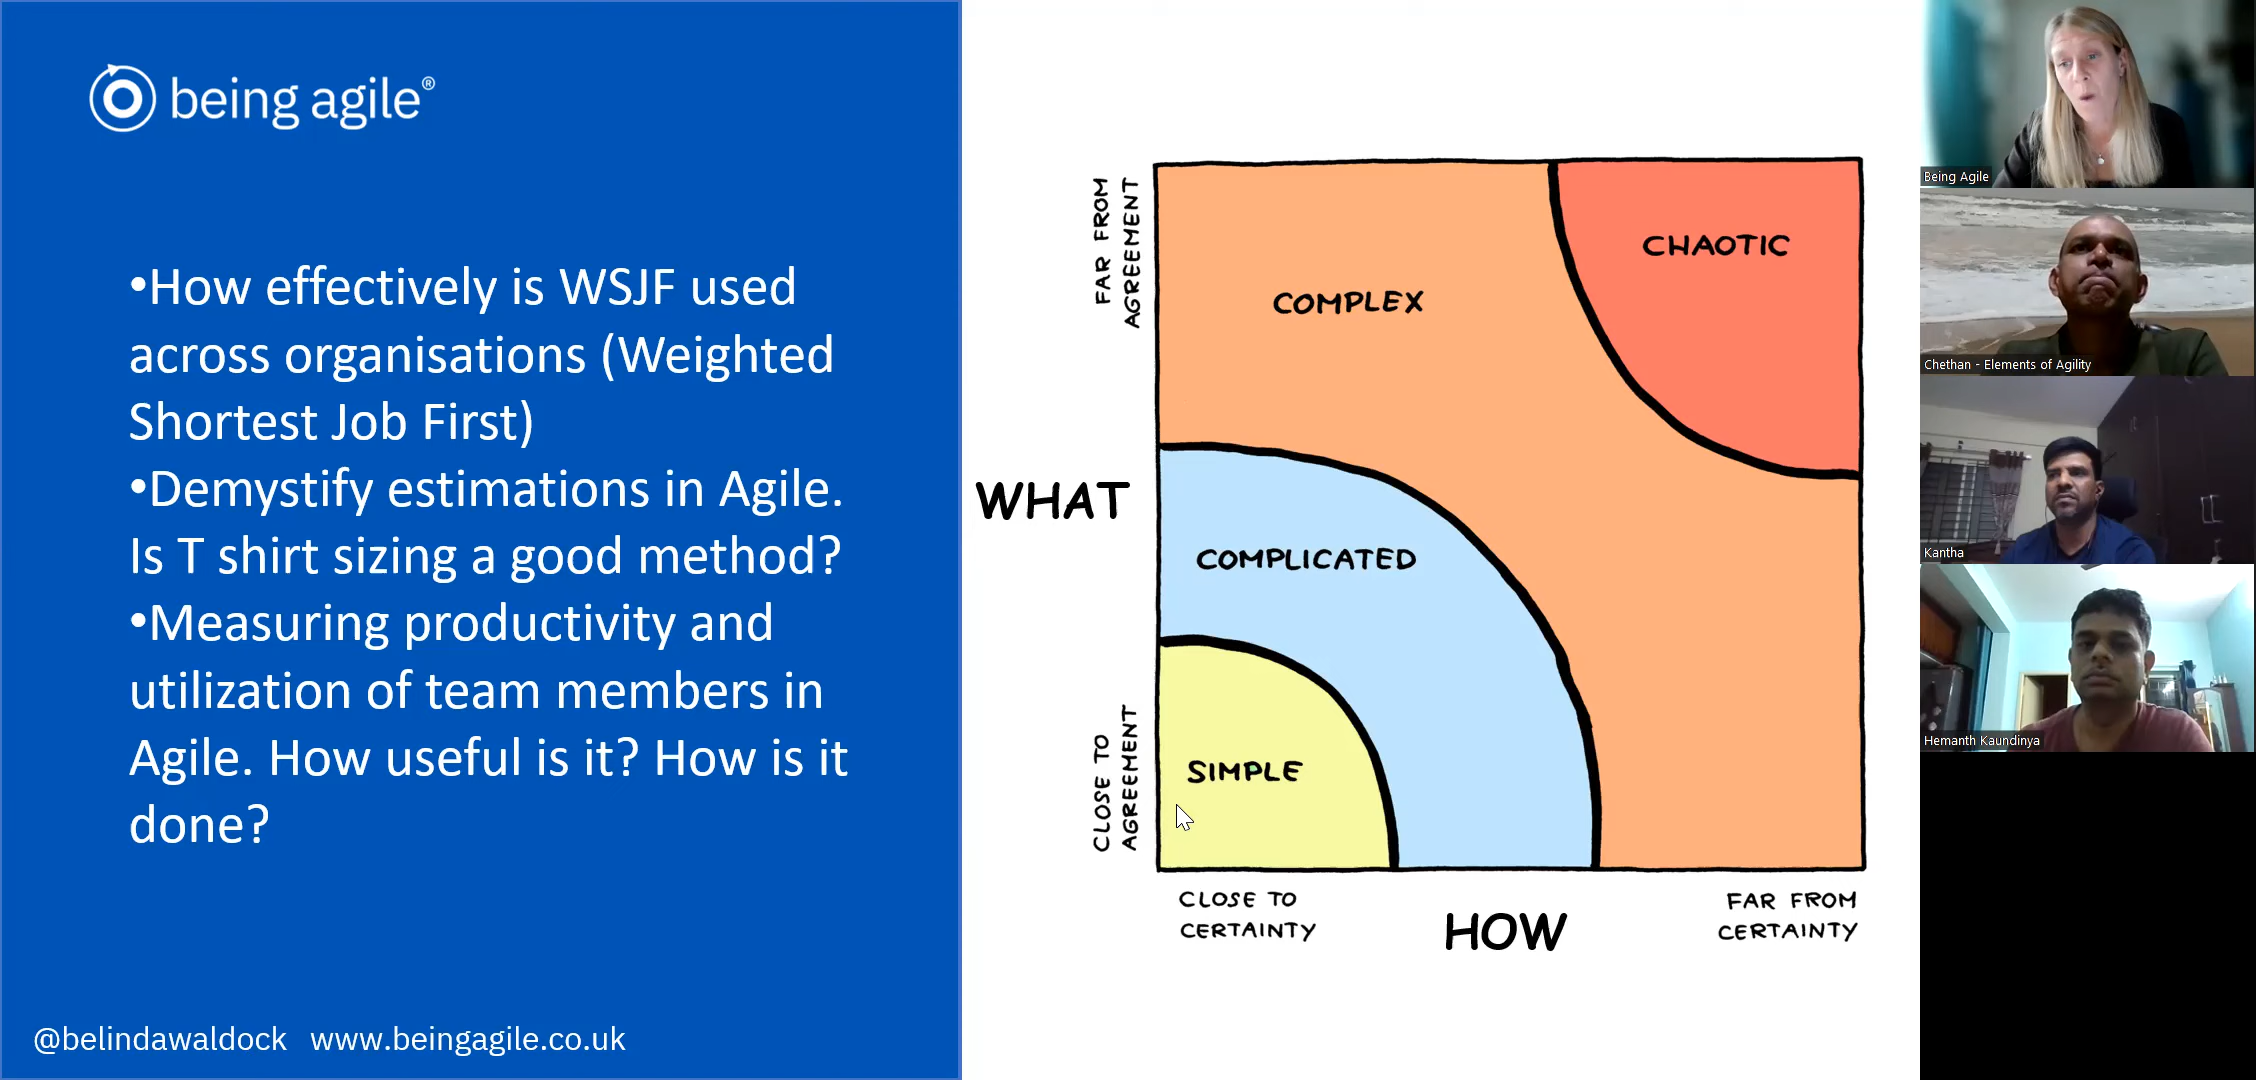 being agile®
•How effectively is WSJF used
across organisations (Weighted
Shortest Job First)
•Demystify estimations in Agile.
Is T shirt sizing a good method?
•Measuring productivity and
utilization of team members in
Agile. How useful is it? How is it
done?
@belindawaldock www.beingagile.co.uk
FAR FROM
AGREEMENT
CHAOTIC
COMPLEX
WHAT
COMPLICATED
SIMPLE
CLOSE TO
AGREEMENT
CLOSE TO
CERTAINTY
HOW
FAR FROM
CERTAINTY
Being Agile
Chethan - Elements of Agility
Kantha
Hemanth Kaundinya